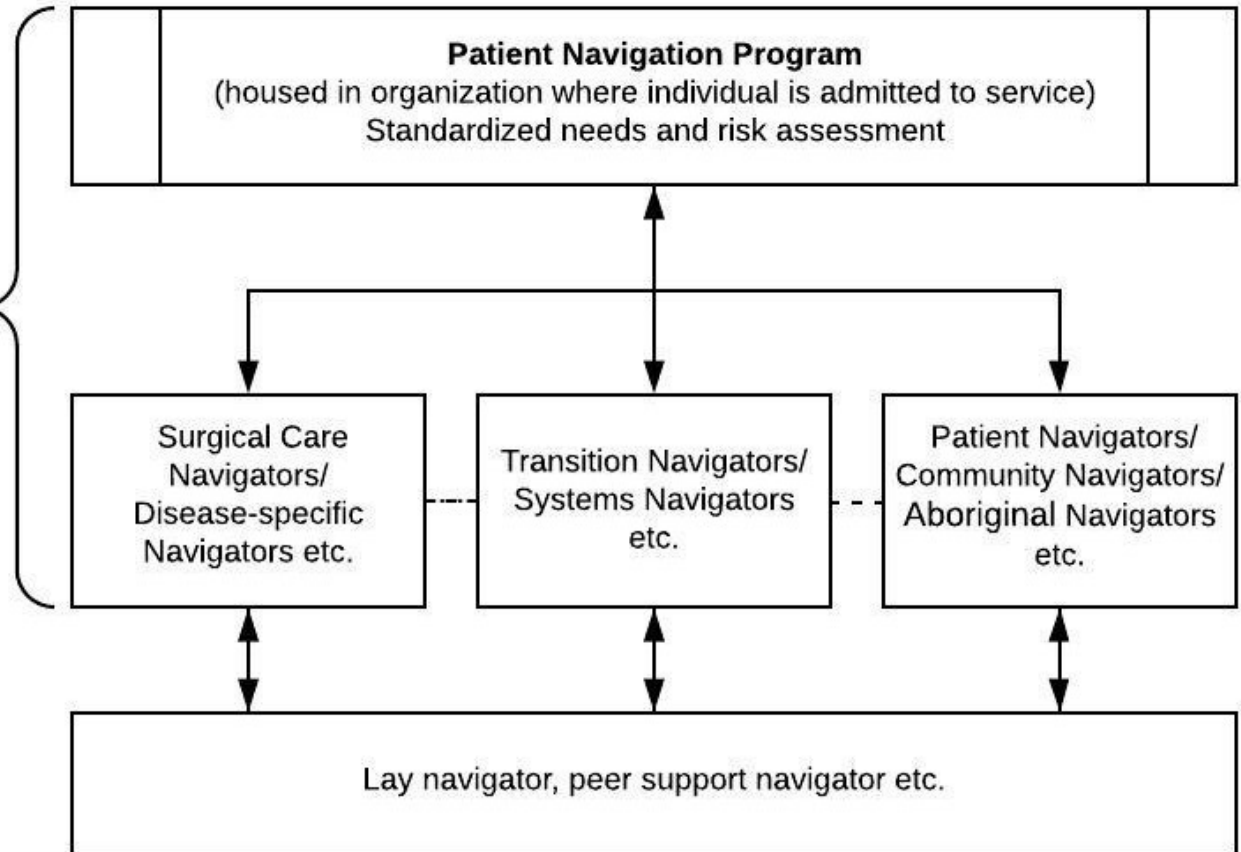 Patient Navigation Program
(housed in organization where individual is admitted to service)
Standardized needs and risk assessment
Surgical Care
Navigators/
Disease-specific
Navigators etc.
Transition Navigators/
Systems Navigators
etc.
Patient Navigators/
Community Navigators/
Aboriginal Navigators
etc.
Lay navigator, peer support navigator etc.